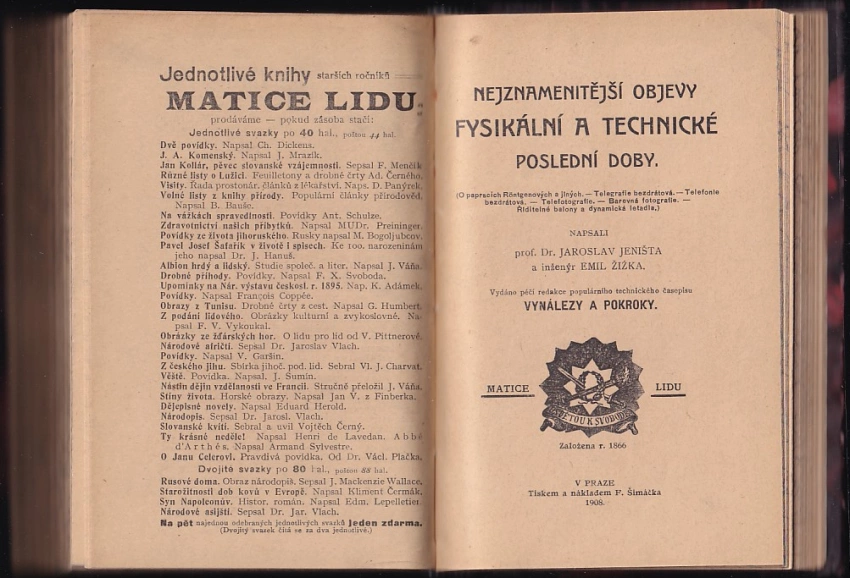 Jednotlivé knihy starších ročníků
MATICE LIDU
prodáváme — pokud zásoba stačí:
Jednotlivé svazky po 40 hal., poštou 44 hal.
Dvě povídky. Napsal Ch. Dickens.
J. A. Komenský. Napsal J. Mrazík.
Jan Kollár, pěvec slovanské vzájemnosti. Sepsal F. Menčík
Různé listy o Lužici. Feuilletony a drobné črty Ad. Černého.
Visity. Řada prostonár. článků z lékařství. Naps. D. Panýrek.
Volné listy z knihy přírody. Populární články přírodověd.
Napsal B. Bauše.
Na vážkách spravedlnosti. Povídky Ant. Schulze.
Zdravotnictví našich příbytků. Napsal MUDr. Preininger.
Povídky ze života jihoruského. Rusky napsal M. Bogoljubov.
Pavel Josef Šafařík v životě i spisech. Ke 100. narozeninám
jeho napsal Dr. J. Hanuš.
Albion hrdý a lidský. Studie společ. a liter. Napsal J. Váňa.
Drobné příhody. Povídky. Napsal F. X. Svoboda.
Upomínky na Nár. výstavu českosl. r. 1895. Nap. K. Adámek.
Povídky. Napsal François Coppée.
Obrazy z Tunisu. Drobné črty z cest. Napsal G. Humbert.
Z podání lidového. Obrázky kulturní a zvykoslovné. Na-
psal F. V. Vykoukal.
Obrázky ze žďárských hor. O lidu pro lid od V. Pittnerové.
Národové afričtí. Sepsal Dr. Jaroslav Vlach.
Povídky. Napsal V. Garšin.
Z českého jihu. Sbírka jihoč. pod. lid. Sebral Vl. J. Charvat.
Věště. Povídka. Napsal. J. Šumín.
Nástin dějin vzdělanosti ve Francii. Stručně přeložil J. Váňa.
Stíny života. Horské obrazy. Napsal Jan V. z Finberka.
Dějepisné novely. Napsal Eduard Herold.
Národopis. Sepsal Dr. Jarosl. Vlach.
Slovanské kvítí. Sebral a uvil Vojtěch Černý.
Ty krásné neděle! Napsal Henri de Lavedan. Abbé
d'Arthés. Napsal Armand Sylvestre.
O Janu Celerovi. Pravdivá povídka. Od Dr. Václ. Plačka.
Dvojité svazky po 80 hal., poštou 88 hal.
Rusové doma. Obraz národopis. Sepsal J. Mackenzie Wallace.
Starožitnosti dob kovů v Evropě. Napsal Kliment Čermák.
Syn Napoleonův. Histor. román. Napsal Edm. Lepelletier.
Národové asijští. Sepsal Dr. Jar. Vlach.
Na pět najednou odebraných jednotlivých svazků jeden zdarma.
(Dvojitý svazek čítá se za dva jednotlivé.)
NEJZNAMENITĚJŠÍ OBJEVY
FYSIKÁLNÍ A TECHNICKÉ
POSLEDNÍ DOBY.
(O paprscích Röntgenových a jiných. — Telegrafie bezdrátová. — Telefonie
bezdrátová. — Telefotografie. — Barevná fotografie. —
Řiditelné balony a dynamická letadla.)
NAPSALI
prof. Dr. JAROSLAV JENIŠTA
a inženýr EMIL ŽIŽKA.
Vydáno péčí redakce populárního technického časopisu
VYNÁLEZY A POKROKY.
MATICE LIDU
OSVĚTOU K SVOBODĚ
Založena r. 1866
V PRAZE
Tiskem a nákladem F. Šimáčka
1908.